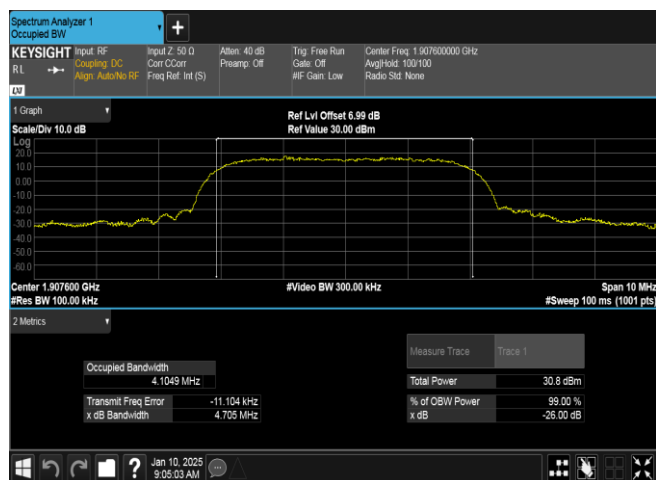 Spectrum Analyzer 1
Occupied BW
+
KEYSIGHT Input: RF Input Z: 50 Ω Atten: 40 dB Trig: Free Run Center Freq: 1.907600000 GHz
RL Coupling: DC Corr CCorr Preamp: Off Gate: Off Avg|Hold: 100/100
Align: Auto/No RF Freq Ref: Int (S) #IF Gain: Low Radio Std: None
LXI
1 Graph
Ref Lvl Offset 6.99 dB
Scale/Div 10.0 dB Ref Value 30.00 dBm
Log
20.0
10.0
0.00
-10.0
-20.0
-30.0
-40.0
-50.0
-60.0
Center 1.907600 GHz #Video BW 300.00 kHz Span 10 MHz
#Res BW 100.00 kHz #Sweep 100 ms (1001 pts)
2 Metrics
Measure Trace Trace 1
Occupied Bandwidth
4.1049 MHz Total Power 30.8 dBm
Transmit Freq Error -11.104 kHz % of OBW Power 99.00 %
x dB Bandwidth 4.705 MHz x dB -26.00 dB
? Jan 10, 2025
9:05:03 AM